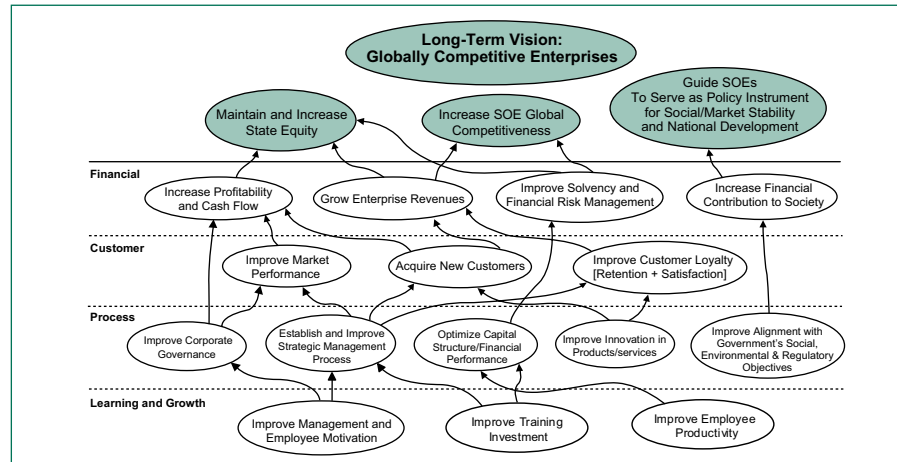 Long-Term Vision:
Globally Competitive Enterprises
Guide SOEs
To Serve as Policy Instrument
for Social/Market Stability
and National Development
Maintain and Increase
State Equity
Increase SOE Global
Competitiveness
Financial
Increase Profitability
and Cash Flow
Grow Enterprise Revenues
Improve Solvency and
Financial Risk Management
Increase Financial
Contribution to Society
Customer
Improve Market
Performance
Acquire New Customers
Improve Customer Loyalty
[Retention + Satisfaction]
Process
Improve Corporate
Governance
Establish and Improve
Strategic Management
Process
Optimize Capital
Structure/Financial
Performance
Improve Innovation in
Products/services
Improve Alignment with
Government's Social,
Environmental & Regulatory
Objectives
Learning and Growth
Improve Management and
Employee Motivation
Improve Training
Investment
Improve Employee
Productivity